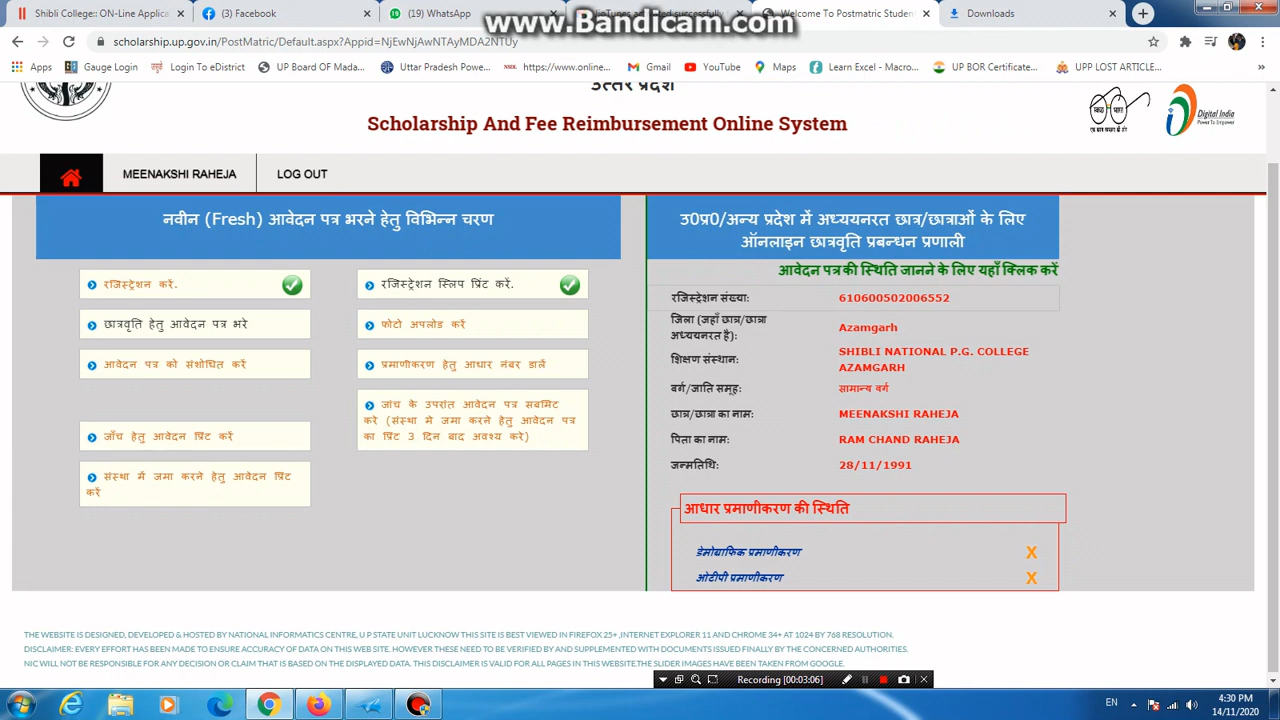 Shibli College: ON-Line Applicati
(3) Facebook
(19) WhatsApp
Welcome To Postmatric Student
Downloads
www.Bandicam.com
scholarship.up.gov.in/PostMatric/Default.aspx?Appid=NjEwNjAwNTAyMDA2NTUy
Apps
Gauge Login
Login To eDistrict
UP Board OF Mada...
Uttar Pradesh Powe...
https://www.online...
Gmail
YouTube
Maps
Learn Excel - Macro...
UP BOR Certificate...
UPP LOST ARTICLE...
उत्तर प्रदेश
Scholarship And Fee Reimbursement Online System
Digital India
Power To Empower
MEENAKSHI RAHEJA
LOG OUT
नवीन (Fresh) आवेदन पत्र भरने हेतु विभिन्न चरण
रजिस्ट्रेशन करें.
रजिस्ट्रेशन स्लिप प्रिंट करें.
छात्रवृति हेतु आवेदन पत्र भरे
फोटो अपलोड करें
आवेदन पत्र को संशोधित करें
प्रमाणीकरण हेतु आधार नंबर डालें
जांच के उपरांत आवेदन पत्र सबमिट
करे (संस्था मे जमा करने हेतु आवेदन पत्र
का प्रिंट 3 दिन बाद अवश्य करे)
जाँच हेतु आवेदन प्रिंट करें
संस्था में जमा करने हेतु आवेदन प्रिंट
करें
उ0प्र0/अन्य प्रदेश में अध्ययनरत छात्र/छात्राओं के लिए
ऑनलाइन छात्रवृति प्रबन्धन प्रणाली
आवेदन पत्र की स्थिति जानने के लिए यहाँ क्लिक करें
रजिस्ट्रेशन संख्या: 610600502006552
जिला (जहाँ छात्र/छात्रा
अध्ययनरत है): Azamgarh
शिक्षण संस्थान: SHIBLI NATIONAL P.G. COLLEGE
AZAMGARH
बर्ग/जाति समूह: सामान्य वर्ग
छात्र/छात्रा का नाम: MEENAKSHI RAHEJA
पिता का नाम: RAM CHAND RAHEJA
जन्मतिथि: 28/11/1991
आधार प्रमाणीकरण की स्थिति
डेमोग्राफिक प्रमाणीकरण X
ओटीपी प्रमाणीकरण X
THE WEBSITE IS DESIGNED, DEVELOPED & HOSTED BY NATIONAL INFORMATICS CENTRE, U P STATE UNIT LUCKNOW THIS SITE IS BEST VIEWED IN FIREFOX 25+ ,INTERNET EXPLORER 11 AND CHROME 34+ AT 1024 BY 768 RESOLUTION.
DISCLAIMER: EVERY EFFORT HAS BEEN MADE TO ENSURE ACCURACY OF DATA ON THIS WEB SITE. HOWEVER THESE NEED TO BE VERIFIED BY AND SUPPLEMENTED WITH DOCUMENTS ISSUED FINALLY BY THE CONCERNED AUTHORITIES.
NIC WILL NOT BE RESPONSIBLE FOR ANY DECISION OR CLAIM THAT IS BASED ON THE DISPLAYED DATA. THIS DISCLAIMER IS VALID FOR ALL PAGES IN THIS WEBSITE.THE SLIDER IMAGES HAVE BEEN TAKEN FROM GOOGLE.
Recording [00:03:06]
EN
4:30 PM
14/11/2020